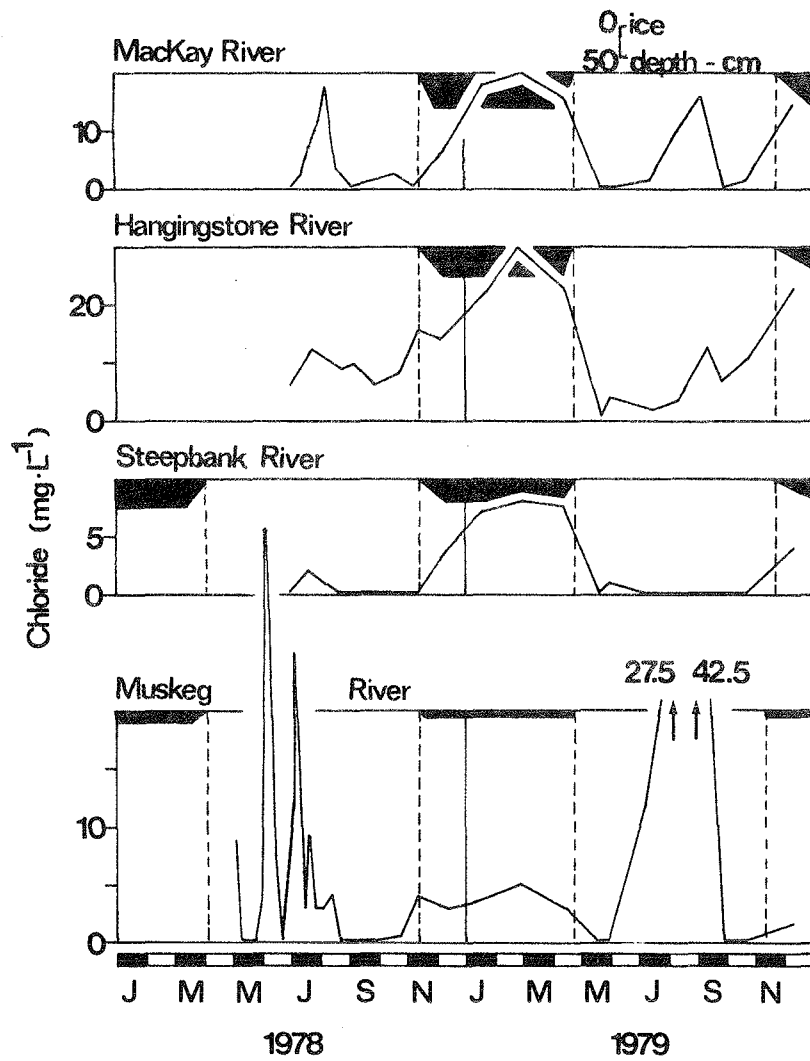 MacKay River
0 ice
50 depth - cm
10
0
Hangingstone River
20
0
Chloride (mg·L⁻¹)
Steepbank River
5
0
Muskeg River
27.5 42.5
10
0
J M M J S N J M M J S N
1978 1979